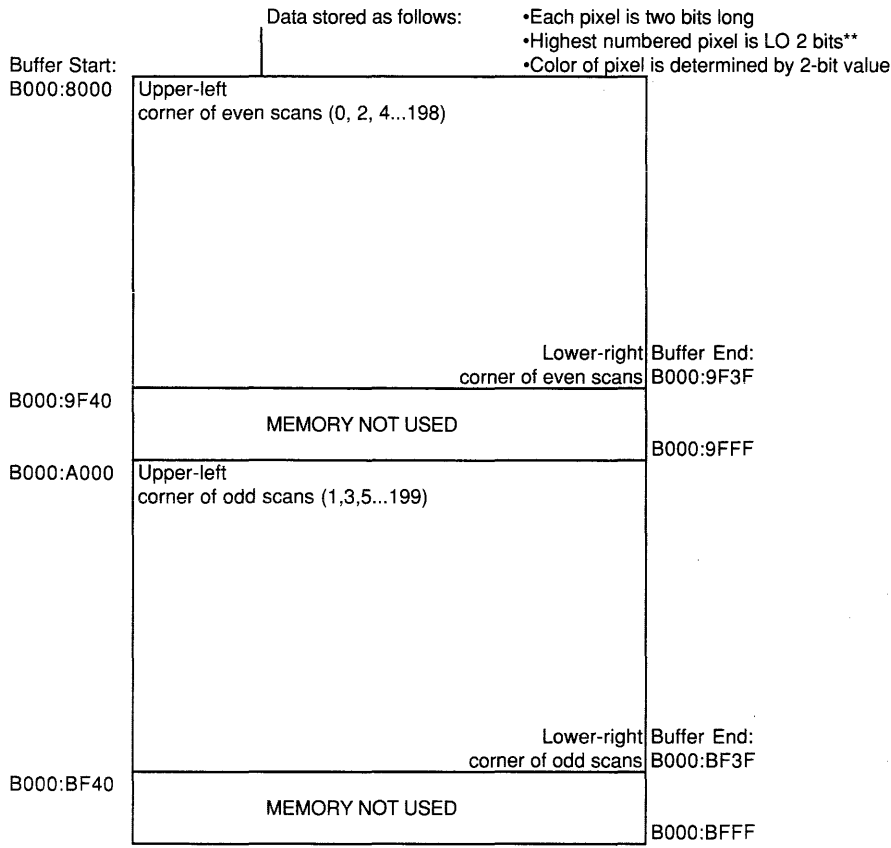 Data stored as follows:
•Each pixel is two bits long
•Highest numbered pixel is LO 2 bits**
•Color of pixel is determined by 2-bit value
Buffer Start:
B000:8000
Upper-left
corner of even scans (0, 2, 4...198)
Lower-right
corner of even scans
Buffer End:
B000:9F3F
B000:9F40
MEMORY NOT USED
B000:9FFF
B000:A000
Upper-left
corner of odd scans (1,3,5...199)
Lower-right
corner of odd scans
Buffer End:
B000:BF3F
B000:BF40
MEMORY NOT USED
B000:BFFF